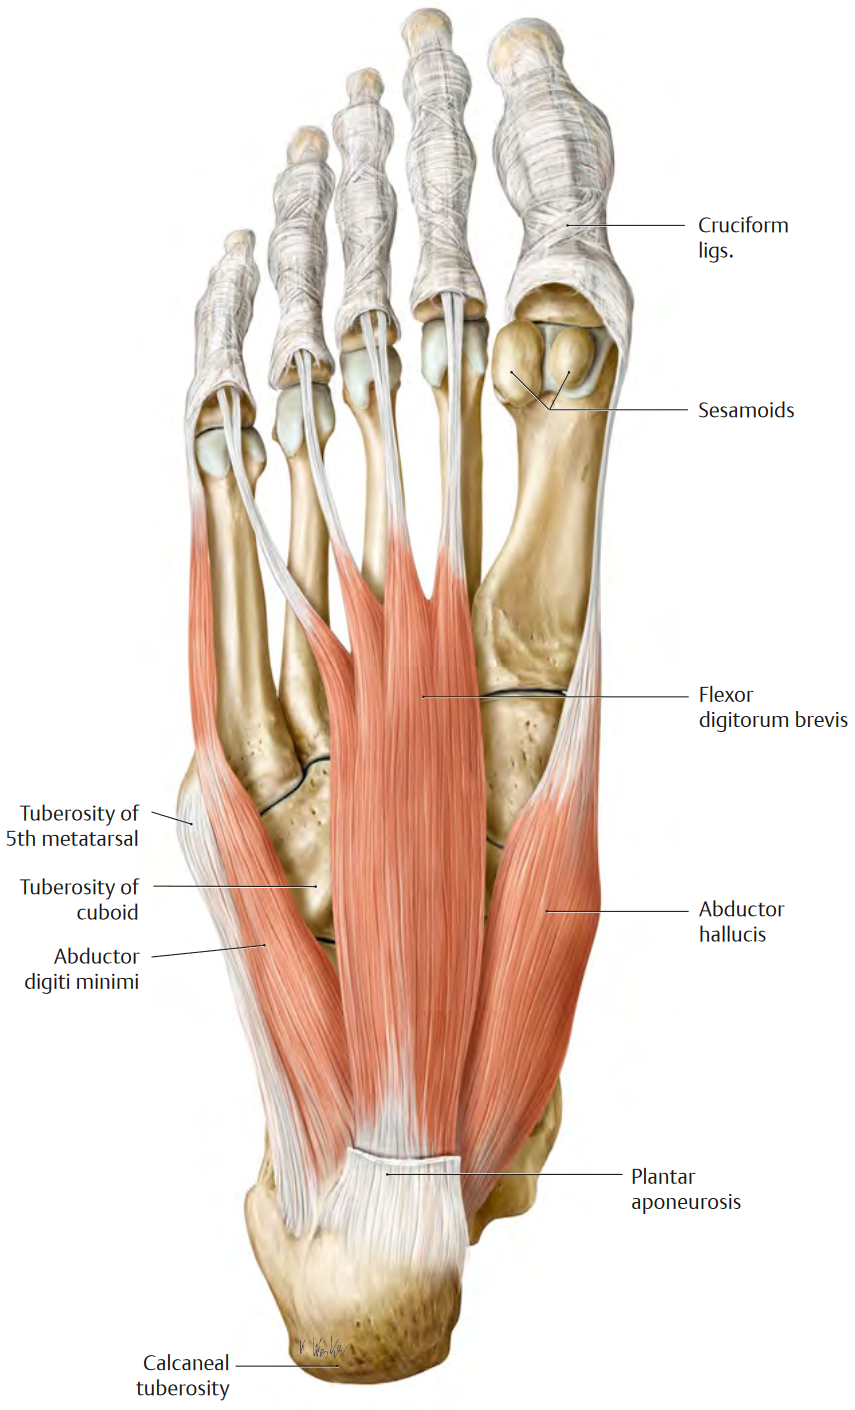 Cruciform
ligs.
Sesamoids
Flexor
digitorum brevis
Tuberosity of
5th metatarsal
Tuberosity of
cuboid
Abductor
hallucis
Abductor
digiti minimi
Plantar
aponeurosis
Calcaneal
tuberosity